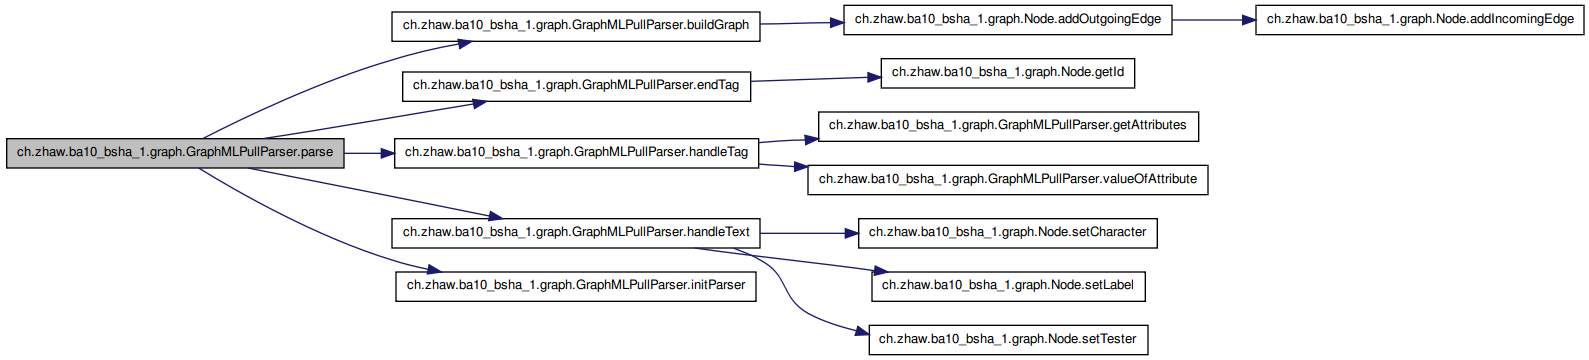 ch.zhaw.ba10_bsha_1.graph.GraphMLPullParser.parse
ch.zhaw.ba10_bsha_1.graph.GraphMLPullParser.buildGraph
ch.zhaw.ba10_bsha_1.graph.Node.addOutgoingEdge
ch.zhaw.ba10_bsha_1.graph.Node.addIncomingEdge
ch.zhaw.ba10_bsha_1.graph.GraphMLPullParser.endTag
ch.zhaw.ba10_bsha_1.graph.Node.getId
ch.zhaw.ba10_bsha_1.graph.GraphMLPullParser.handleTag
ch.zhaw.ba10_bsha_1.graph.GraphMLPullParser.getAttributes
ch.zhaw.ba10_bsha_1.graph.GraphMLPullParser.valueOfAttribute
ch.zhaw.ba10_bsha_1.graph.GraphMLPullParser.handleText
ch.zhaw.ba10_bsha_1.graph.Node.setCharacter
ch.zhaw.ba10_bsha_1.graph.Node.setLabel
ch.zhaw.ba10_bsha_1.graph.Node.setTester
ch.zhaw.ba10_bsha_1.graph.GraphMLPullParser.initParser